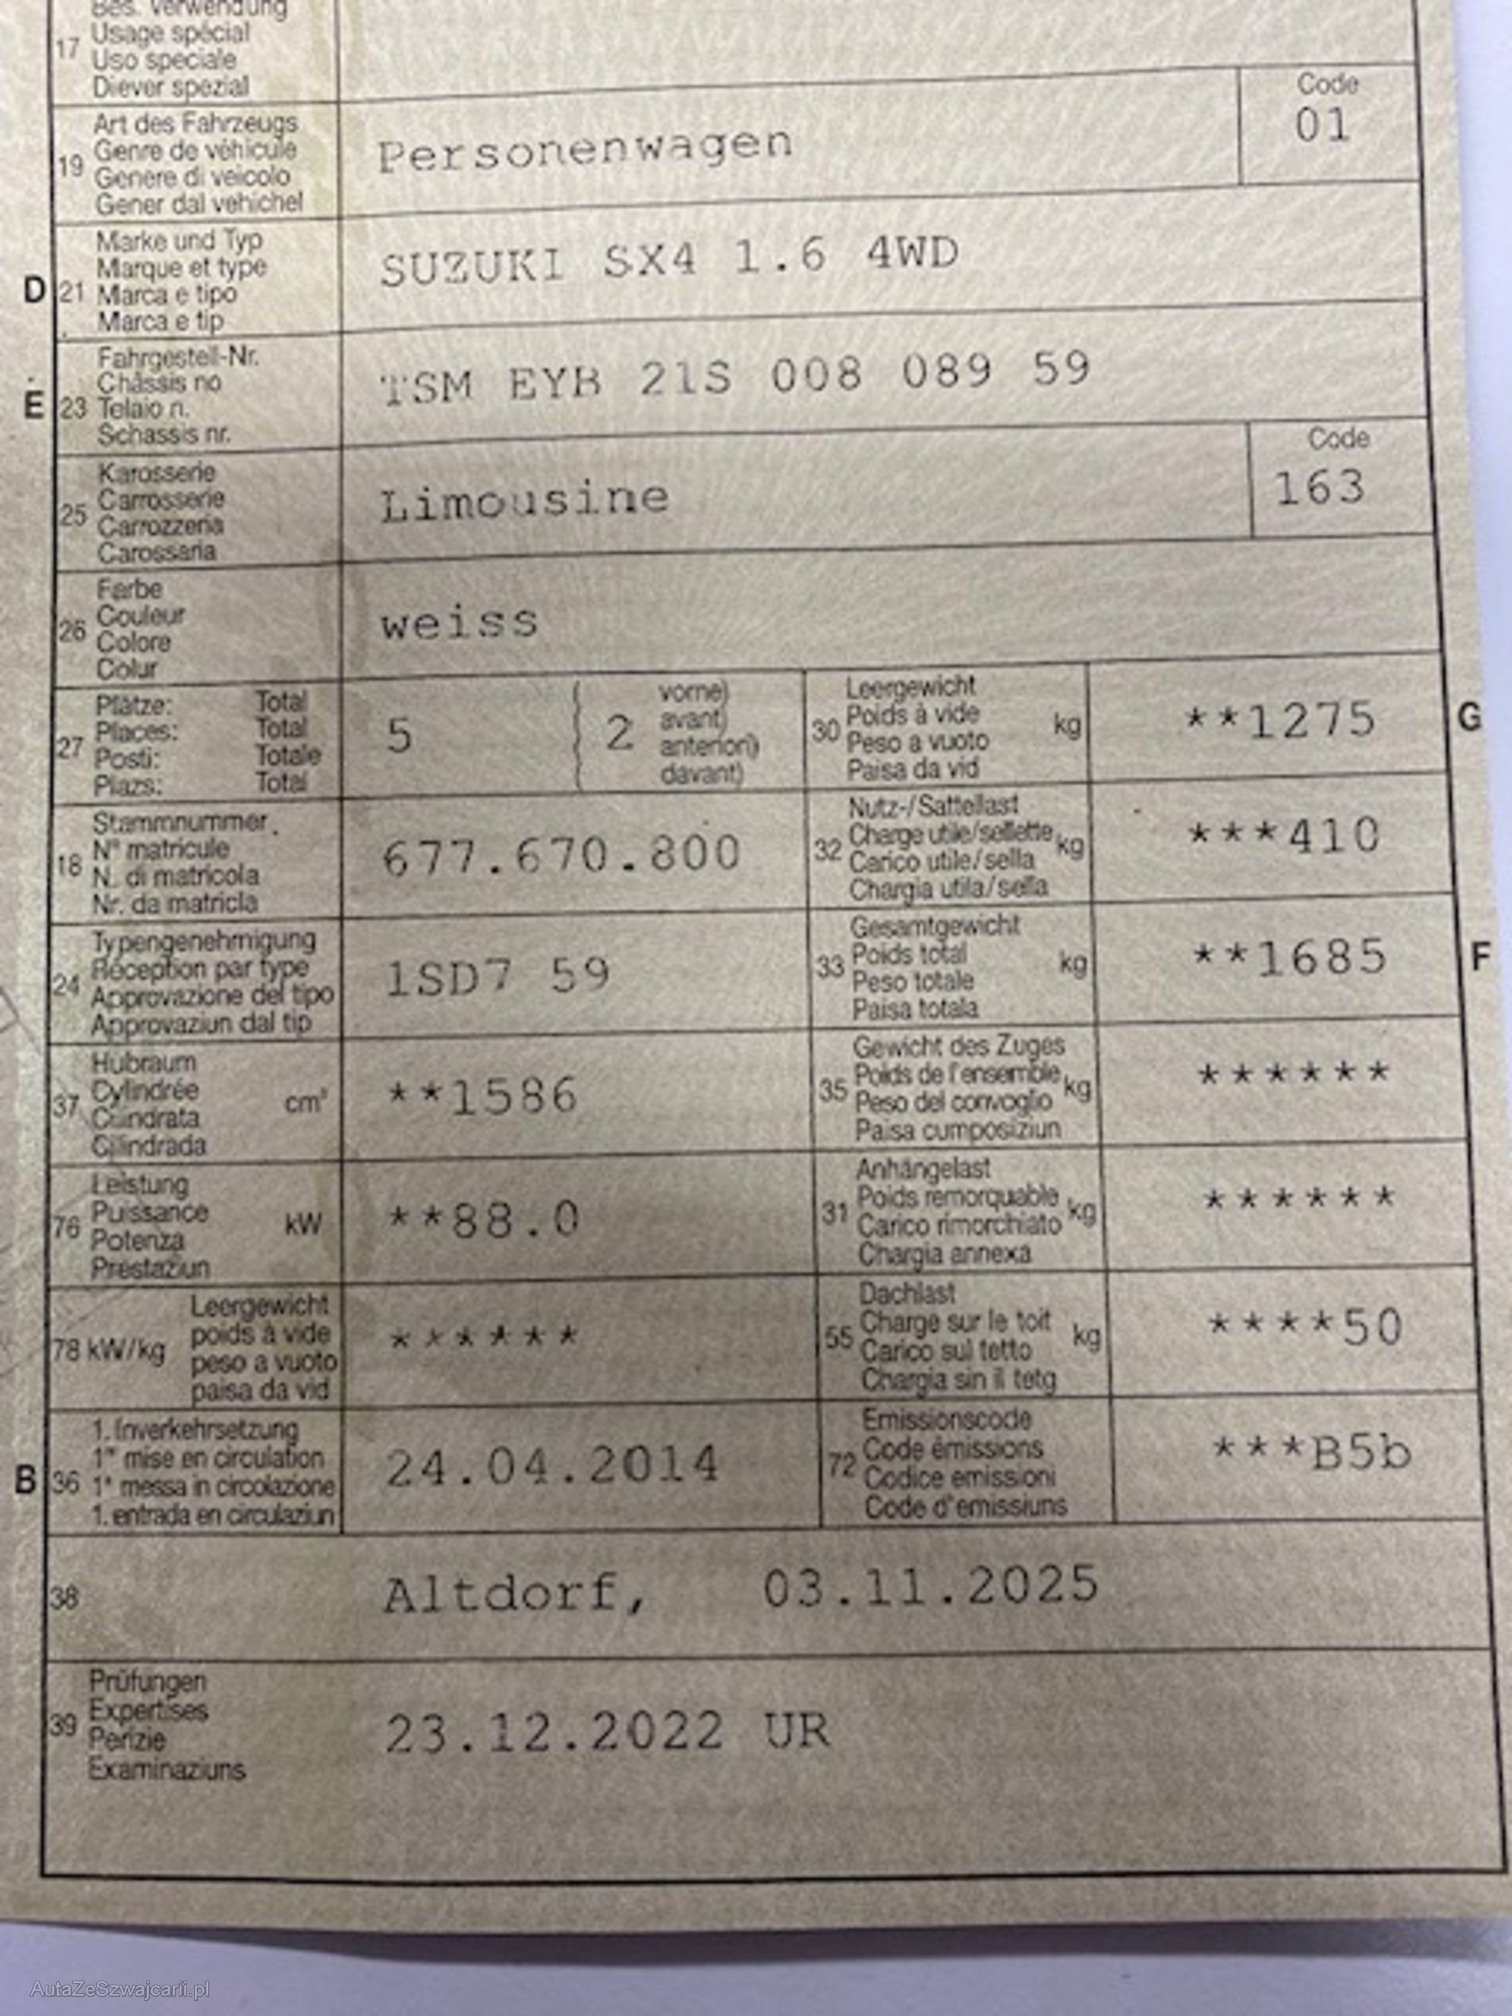 Bes. Verwendung
17 Usage spécial
Uso speciale
Diever spezial
Code
01
Art des Fahrzeugs
19 Genre de véhicule
Genere di veicolo
Gener dal vehichel
Personenwagen
Marke und Typ
D 21 Marque et type
Marca e tipo
Marca e tip
SUZUKI SX4 1.6 4WD
Fahrgestell-Nr.
Châssis no
E 23 Telaio n.
Schassis nr.
TSM EYB 21S 008 089 59
Karosserie
25 Carrosserie
Carrozzeria
Carossaria
Limousine
Code
163
Farbe
26 Couleur
Colore
Colur
weiss
Plätze: Total
Places: Total
27 Posti: Totale
Plazs: Total
5
2
vorne)
avant)
anteriori)
davant)
Leergewicht
30 Poids à vide kg
Peso a vuoto
Paisa da vid
**1275 G
Stammnummer
18 N° matricule
N. di matricola
Nr. da matricla
677.670.800
Nutz-/Sattellast
32 Charge utile/sellette kg
Carico utile/sella
Chargia utila/sella
***410
Typengenehmigung
24 Réception par type
Approvazione del tipo
Approvaziun dal tip
1SD7 59
Gesamtgewicht
33 Poids total kg
Peso totale
Paisa totala
**1685 F
Hubraum
37 Cylindrée cm³
Cilindrata
Cilindrada
**1586
Gewicht des Zuges
35 Poids de l'ensemble kg
Peso del convoglio
Paisa cumposiziun
******
Leistung
76 Puissance kW
Potenza
Prestaziun
**88.0
Anhängelast
31 Poids remorquable kg
Carico rimorchiato
Chargia annexa
******
Leergewicht
78 kW/kg poids à vide
peso a vuoto
paisa da vid
******
Dachlast
55 Charge sur le toit kg
Carico sul tetto
Chargia sin il tetg
****50
1. Inverkehrsetzung
1re mise en circulation
B 36 1a messa in circolazione
1. entrada en circulaziun
24.04.2014
Emissionscode
72 Code émissions
Codice emissioni
Code d'emissiuns
***B5b
38 Altdorf, 03.11.2025
Prüfungen
39 Expertises
Perizie
Examinaziuns
23.12.2022 UR
AutaZeSzwajcarii.pl